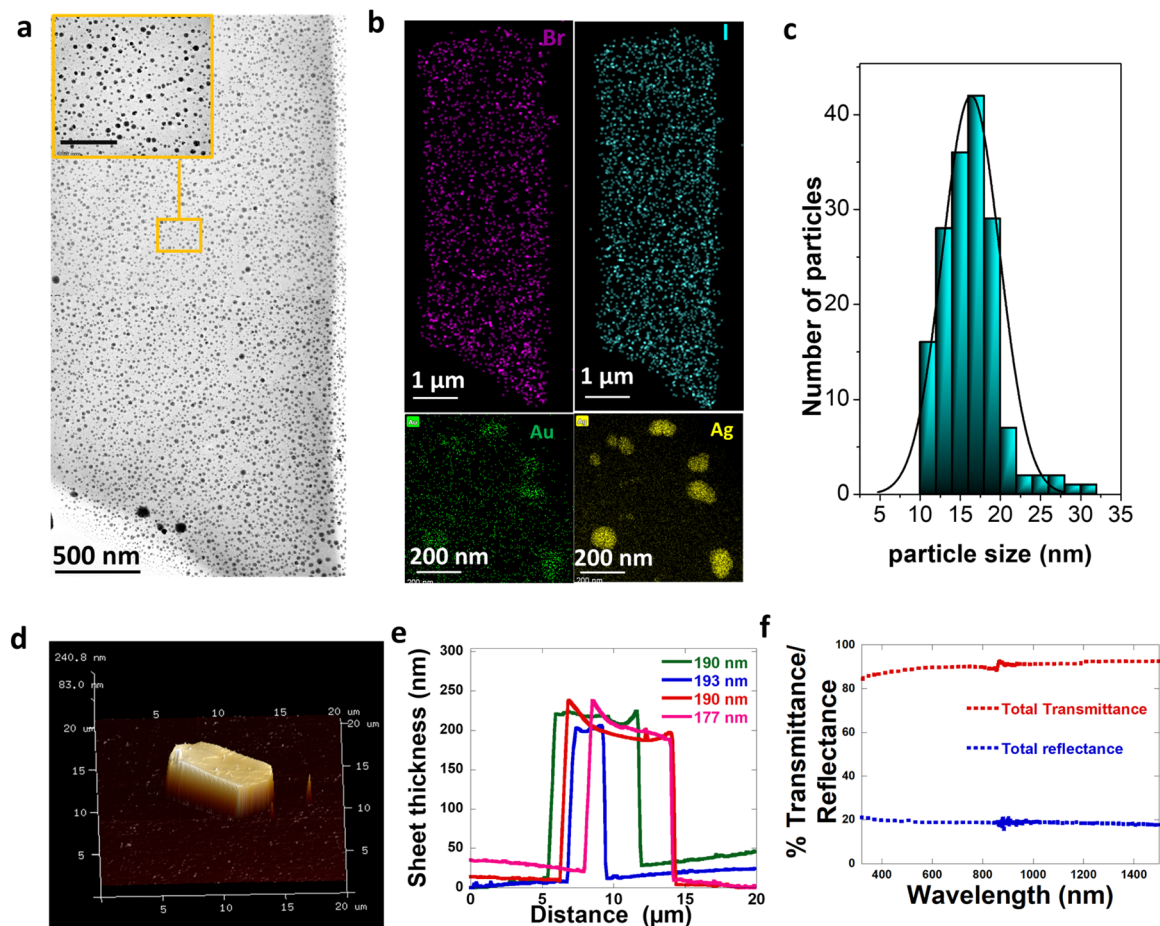 a
500 nm
b
Br
I
1 μm
1 μm
Au
Au
Ag
200 nm
200 nm
200 nm
c
Number of particles
40
30
20
10
0
5 10 15 20 25 30 35
particle size (nm)
d
240.8 nm
83.0 nm
20 um
15
10
5
5 10 15 20 um
20 um
15
10
5
5 10 15 20 um
e
Sheet thickness (nm)
300
250
200
150
100
50
0
190 nm
193 nm
190 nm
177 nm
0 5 10 15 20
Distance (μm)
f
% Transmittance/
Reflectance
100
80
60
40
20
0
Total Transmittance
Total reflectance
400 600 800 1000 1200 1400
Wavelength (nm)